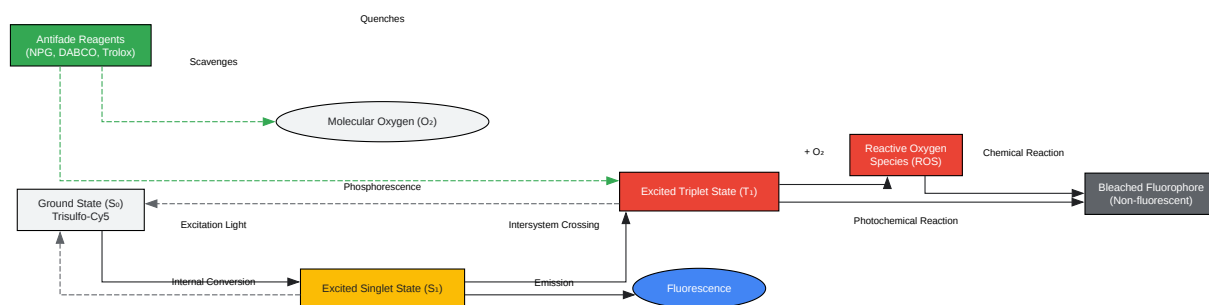 Quenches
Antifade Reagents
(NPG, DABCO, Trolox)
Scavenges
Molecular Oxygen (O₂)
+ O₂
Reactive Oxygen
Species (ROS)
Chemical Reaction
Phosphorescence
Excited Triplet State (T₁)
Bleached Fluorophore
(Non-fluorescent)
Ground State (S₀)
Trisulfo-Cy5
Excitation Light
Intersystem Crossing
Photochemical Reaction
Internal Conversion
Excited Singlet State (S₁)
Emission
Fluorescence